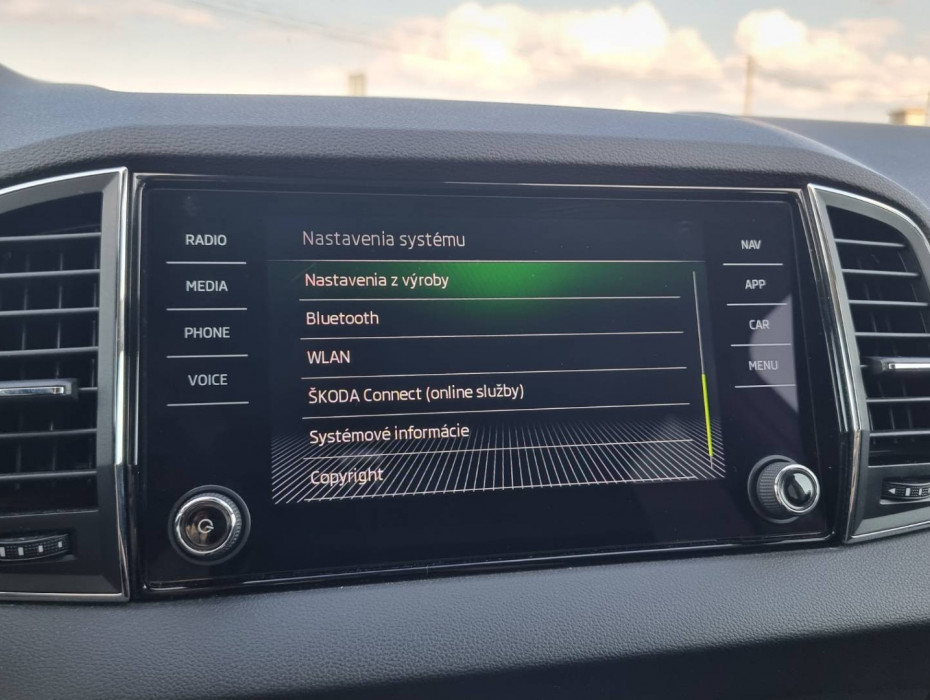 RADIO
MEDIA
PHONE
VOICE
Nastavenia systému
Nastavenia z výroby
Bluetooth
WLAN
ŠKODA Connect (online služby)
Systémové informácie
Copyright
NAV
APP
CAR
MENU